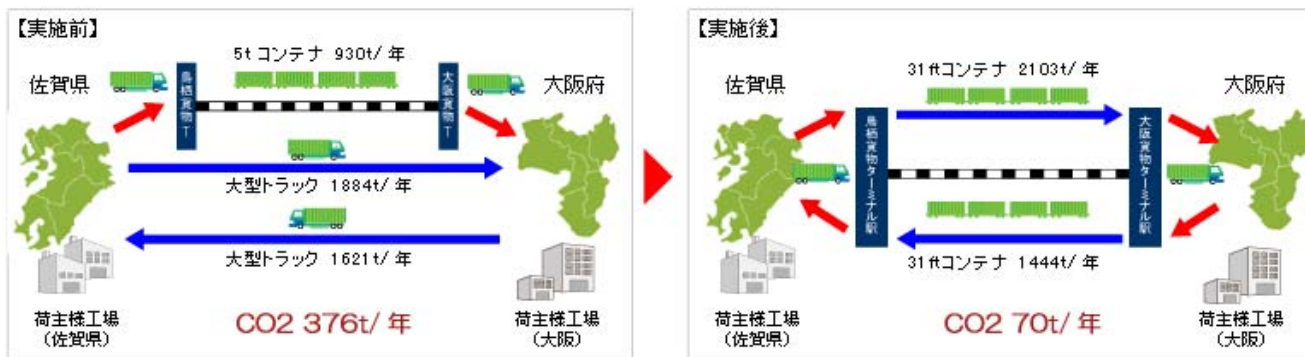 【実施前】
5tコンテナ 930t/年
佐賀県
鳥栖貨物T
大阪貨物T
大阪府
大型トラック 1884t/年
大型トラック 1621t/年
荷主様工場
(佐賀県)
CO2 376t/年
荷主様工場
(大阪)
【実施後】
31ftコンテナ 2103t/年
佐賀県
鳥栖貨物ターミナル駅
大阪貨物ターミナル駅
大阪府
31ftコンテナ 1444t/年
荷主様工場
(佐賀県)
CO2 70t/年
荷主様工場
(大阪)